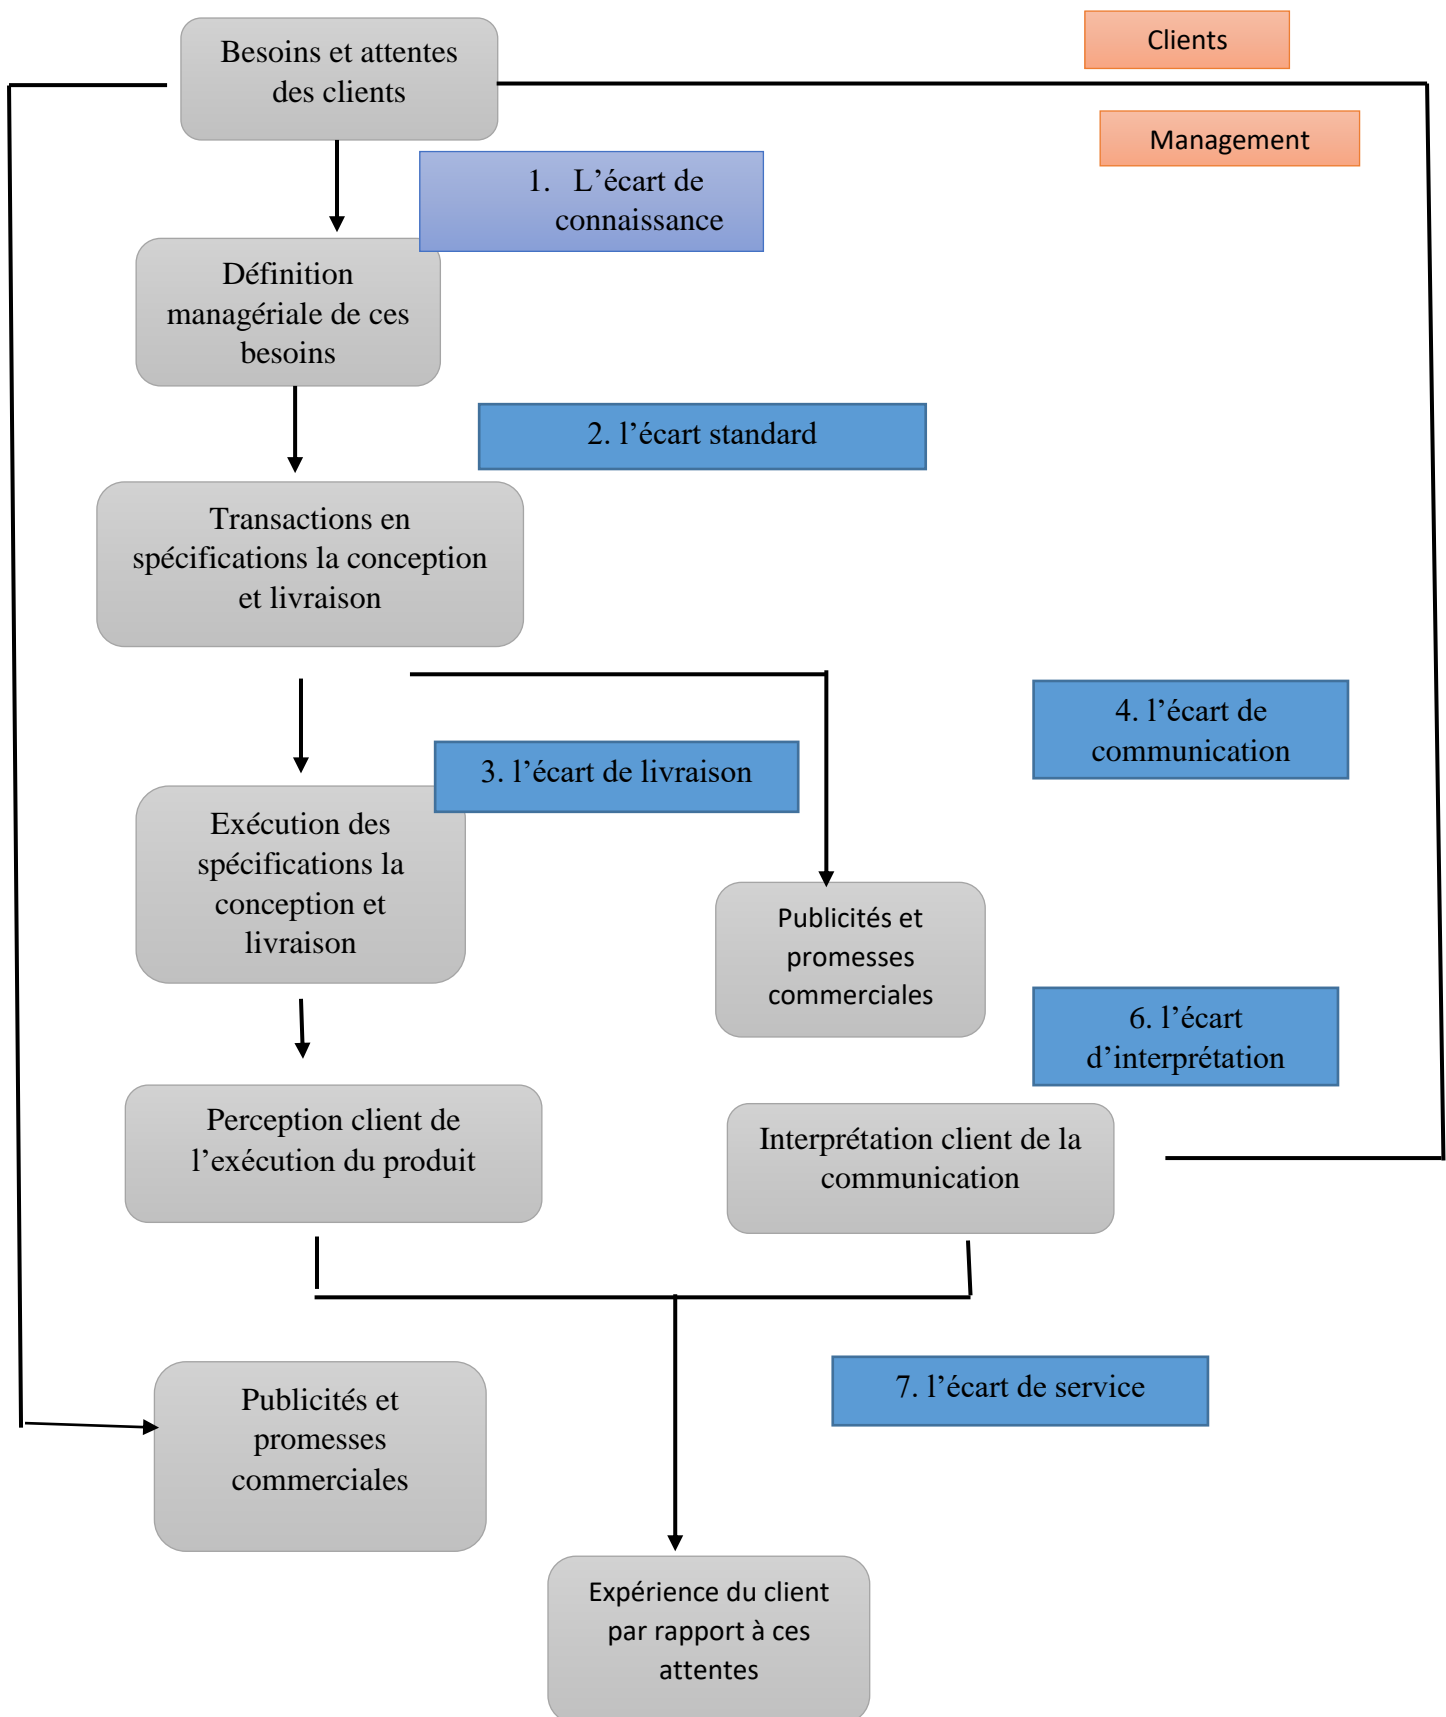 Besoins et attentes
des clients
Clients
Management
1. L’écart de
connaissance
Définition
managériale de ces
besoins
2. l’écart standard
Transactions en
spécifications la conception
et livraison
4. l’écart de
communication
3. l’écart de livraison
Exécution des
spécifications la
conception et
livraison
Publicités et
promesses
commerciales
6. l’écart
d’interprétation
Perception client de
l’exécution du produit
Interprétation client de la
communication
7. l’écart de service
Publicités et
promesses
commerciales
Expérience du client
par rapport à ces
attentes